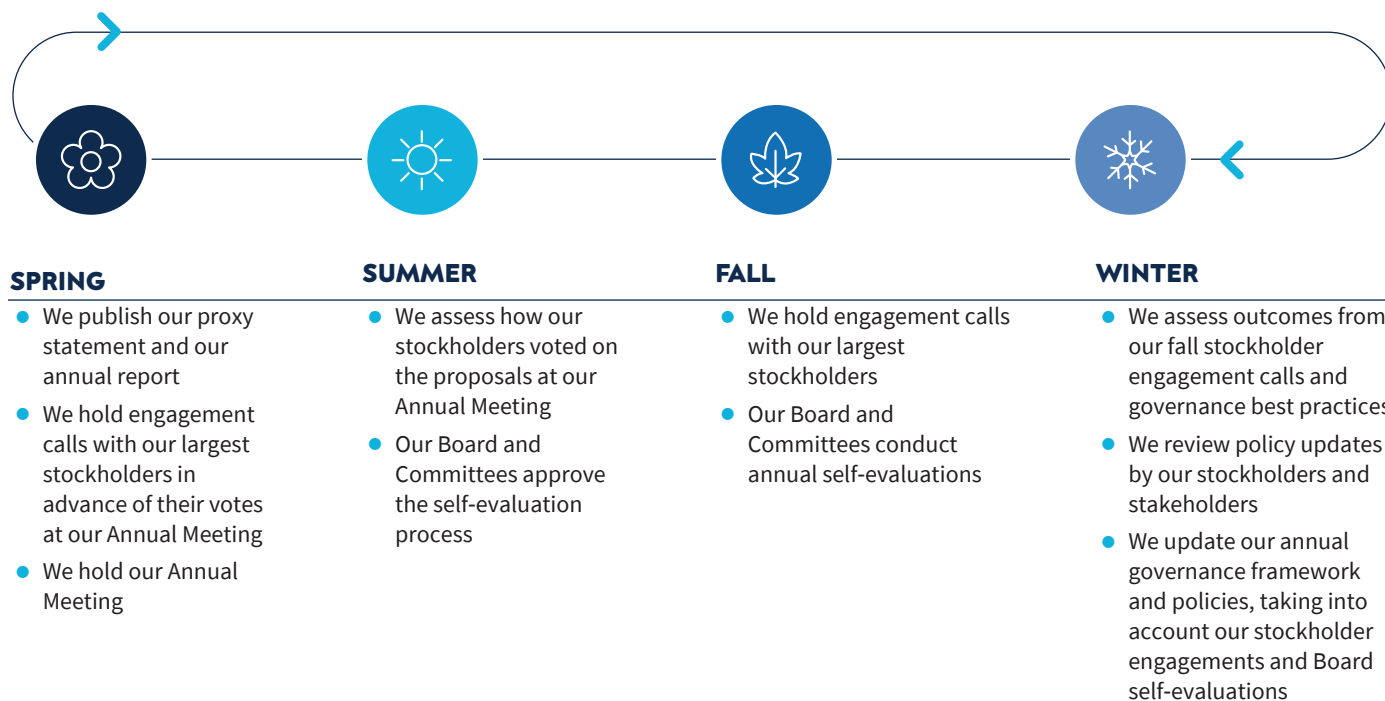 SPRING
We publish our proxy
statement and our
annual report
We hold engagement
calls with our largest
stockholders in
advance of their votes
at our Annual Meeting
We hold our Annual
Meeting
SUMMER
We assess how our
stockholders voted on
the proposals at our
Annual Meeting
Our Board and
Committees approve
the self-evaluation
process
FALL
We hold engagement calls
with our largest
stockholders
Our Board and
Committees conduct
annual self-evaluations
WINTER
We assess outcomes from
our fall stockholder
engagement calls and
governance best practices
We review policy updates
by our stockholders and
stakeholders
We update our annual
governance framework
and policies, taking into
account our stockholder
engagements and Board
self-evaluations